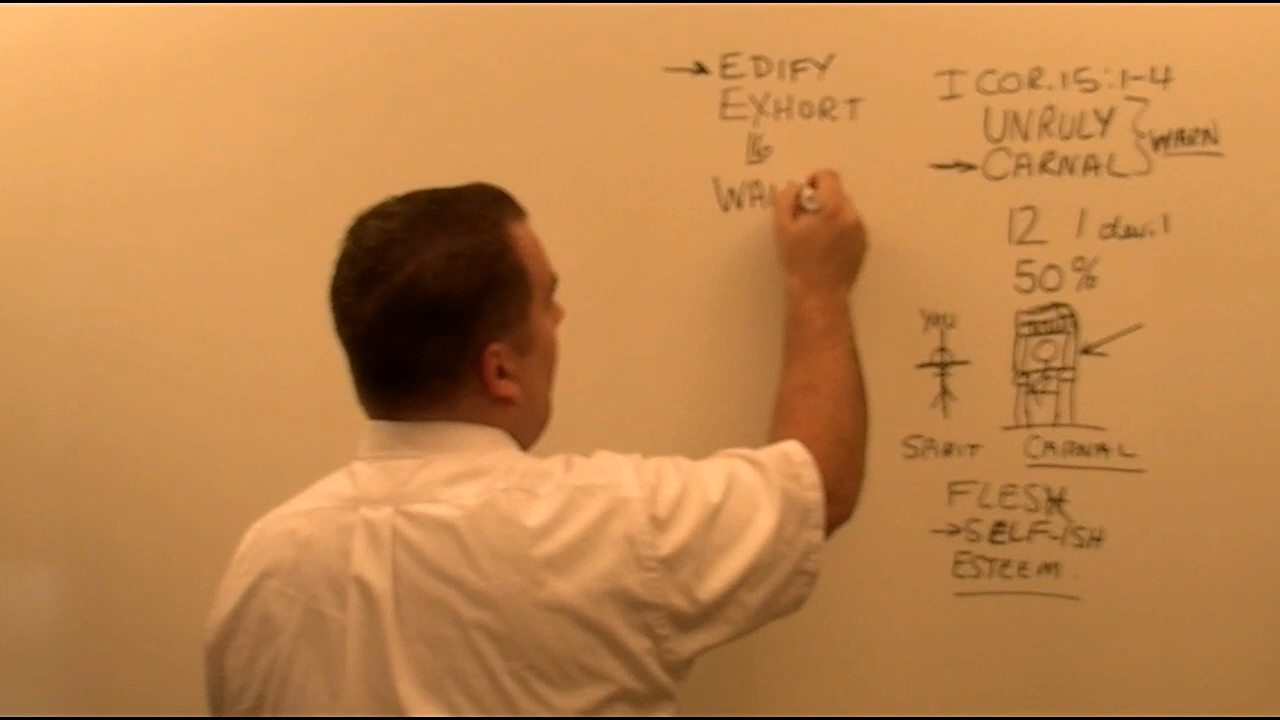 → EDIFY
EXHORT
WA
I COR. 15:1-4
UNRULY
→ CARNAL
WARN
12 1 devil
50%
YOU
SPIRIT CARNAL
FLESH
→ SELF-ISH
ESTEEM